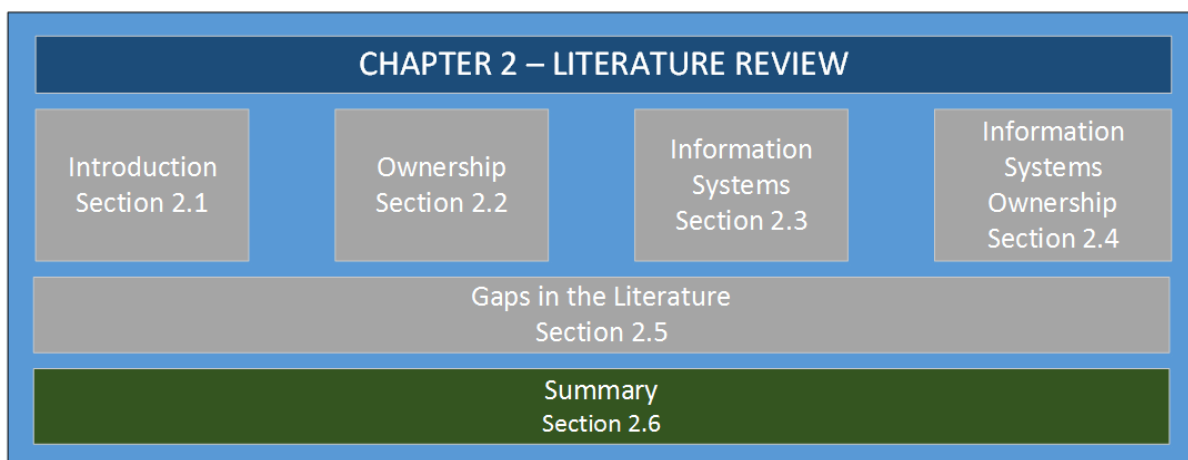 CHAPTER 2 – LITERATURE REVIEW
Introduction
Section 2.1
Ownership
Section 2.2
Information
Systems
Section 2.3
Information
Systems
Ownership
Section 2.4
Gaps in the Literature
Section 2.5
Summary
Section 2.6